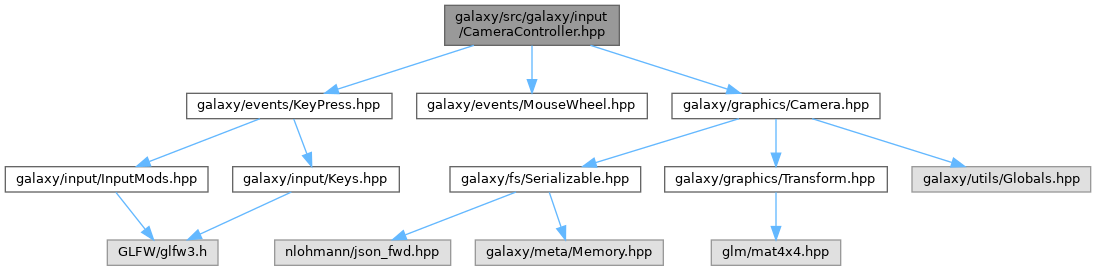 galaxy/src/galaxy/input
/CameraController.hpp
galaxy/events/KeyPress.hpp
galaxy/events/MouseWheel.hpp
galaxy/graphics/Camera.hpp
galaxy/input/InputMods.hpp
galaxy/input/Keys.hpp
galaxy/fs/Serializable.hpp
galaxy/graphics/Transform.hpp
galaxy/utils/Globals.hpp
GLFW/glfw3.h
nlohmann/json_fwd.hpp
galaxy/meta/Memory.hpp
glm/mat4x4.hpp